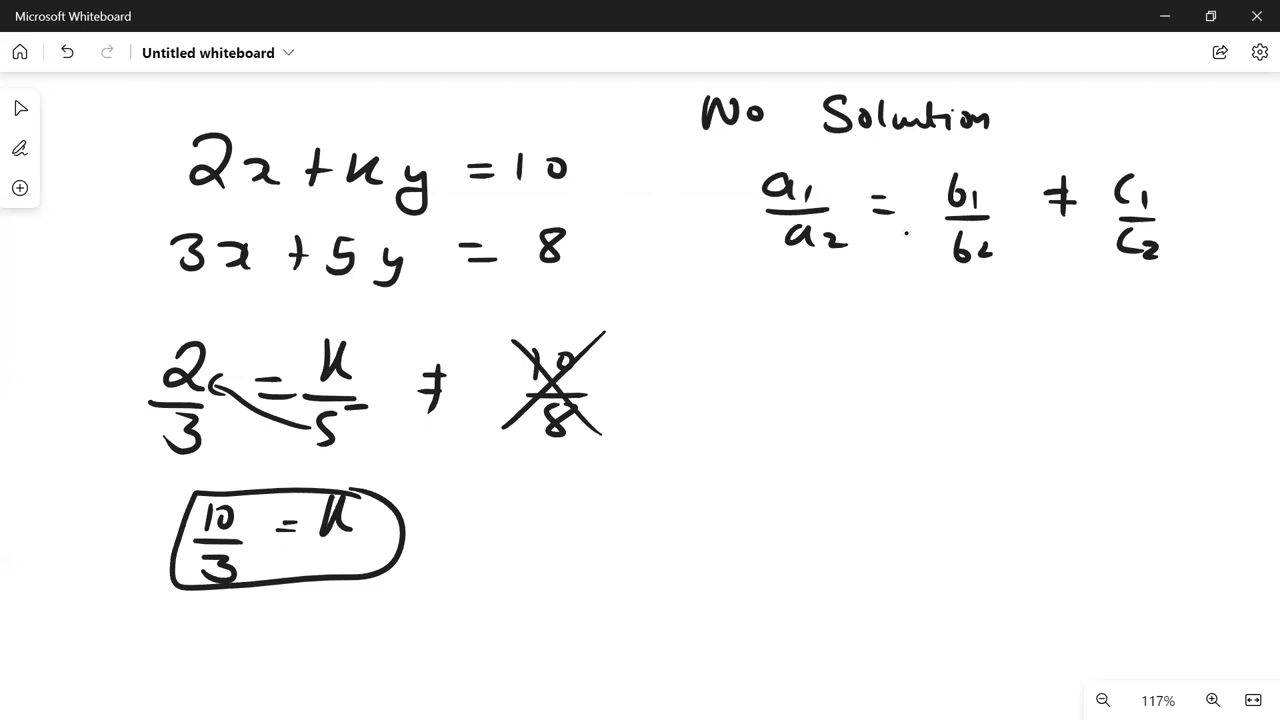 Microsoft Whiteboard
Untitled whiteboard
No Solution
a1/a2 = b1/b2 ≠ c1/c2
2x + ky = 10
3x + 5y = 8
2/3 = k/5 ≠ 10/8
10/3 = k
117%